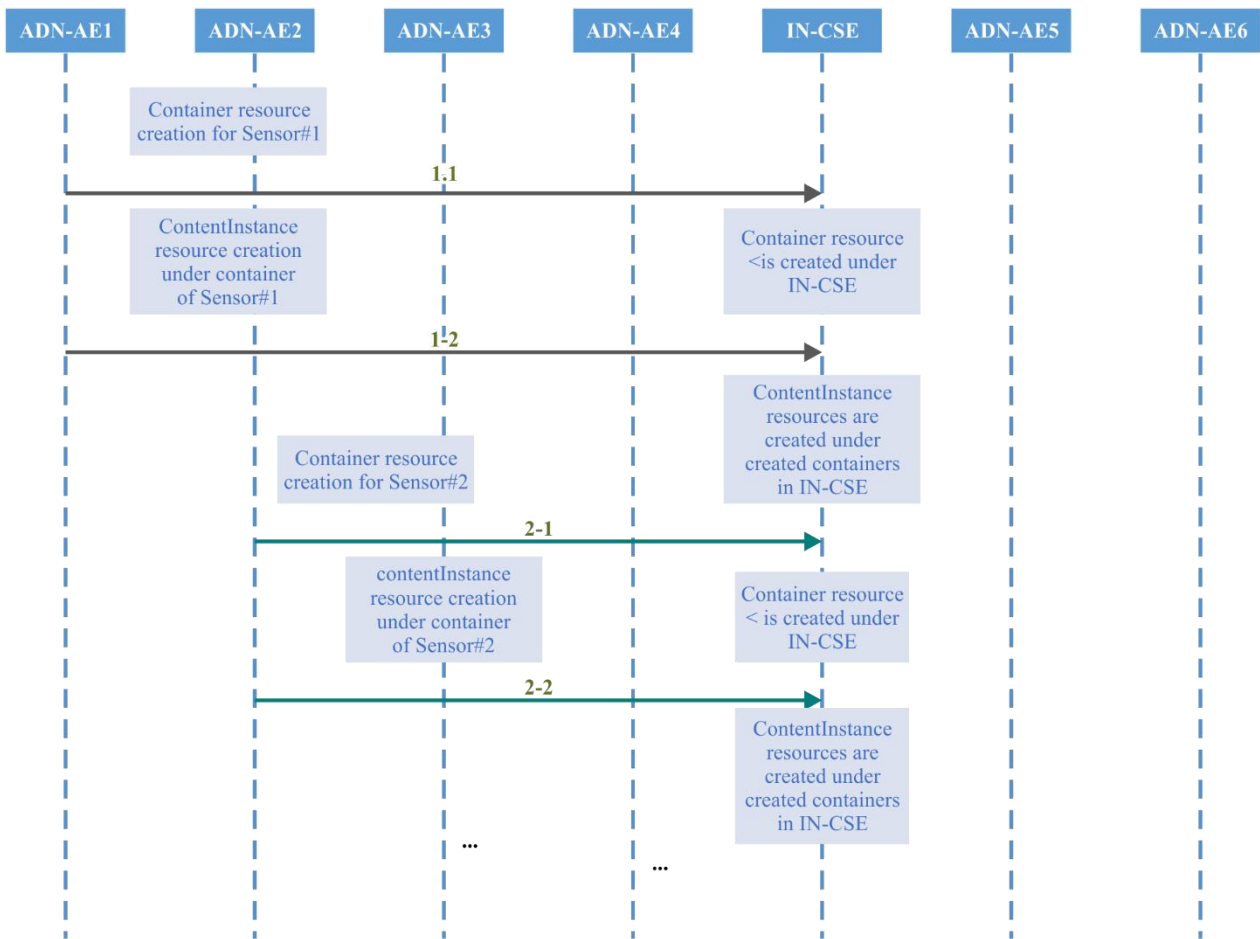 ADN-AE1 ADN-AE2 ADN-AE3 ADN-AE4 IN-CSE ADN-AE5 ADN-AE6
Container resource
creation for Sensor#1
1.1
ContentInstance
resource creation
under container
of Sensor#1
Container resource
<is created under
IN-CSE
1-2
ContentInstance
resources are
created under
created containers
in IN-CSE
Container resource
creation for Sensor#2
2-1
contentInstance
resource creation
under container
of Sensor#2
Container resource
< is created under
IN-CSE
2-2
ContentInstance
resources are
created under
created containers
in IN-CSE
...
...